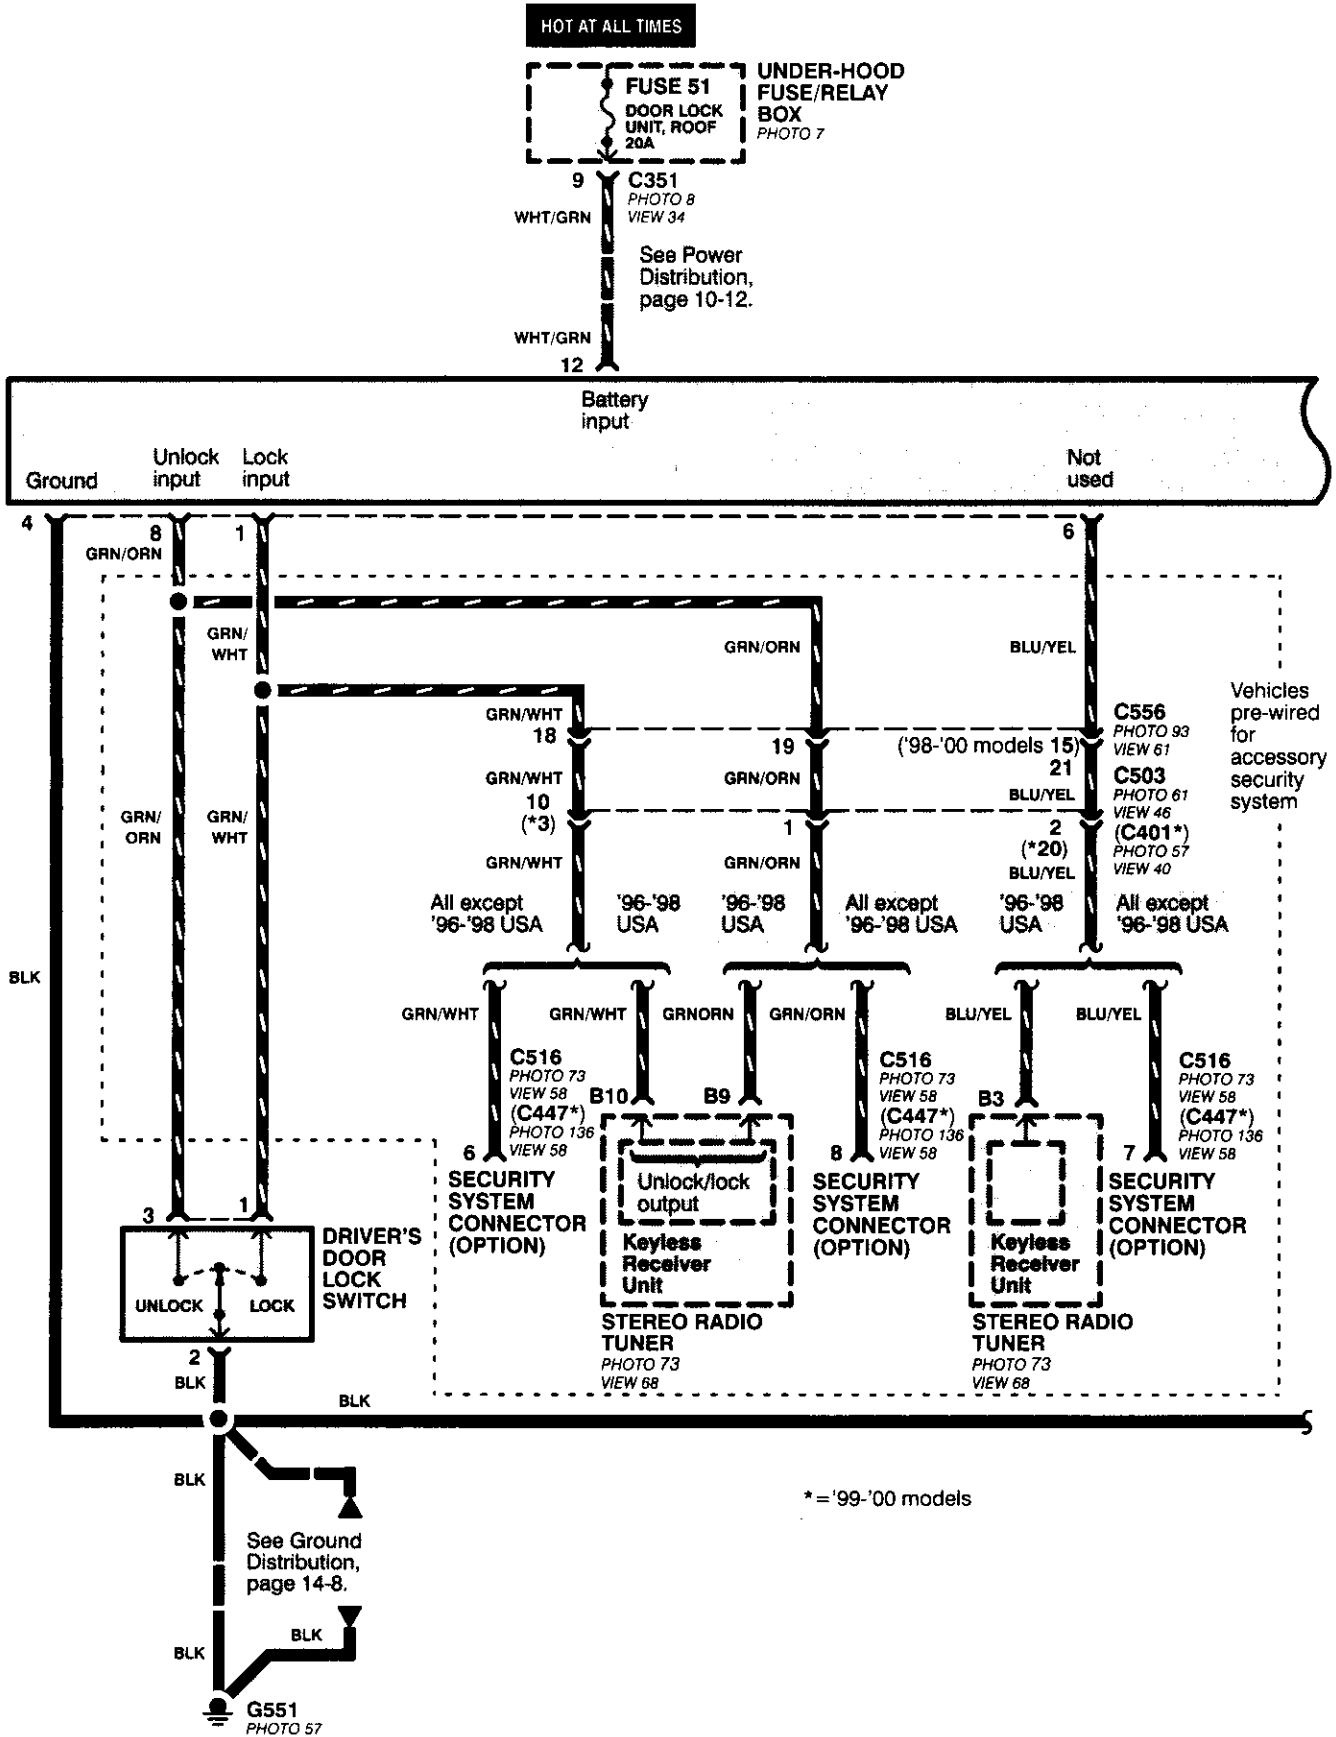 HOT AT ALL TIMES
FUSE 51
DOOR LOCK
UNIT, ROOF
20A
UNDER-HOOD
FUSE/RELAY
BOX
PHOTO 7
9
C351
PHOTO 8
VIEW 34
WHT/GRN
See Power
Distribution,
page 10-12.
WHT/GRN
12
Battery
input
Ground
Unlock
input
Lock
input
Not
used
4
8
1
6
GRN/ORN
GRN/
WHT
GRN/ORN
BLU/YEL
GRN/WHT
18
19
('98-'00 models 15)
21
C556
PHOTO 93
VIEW 61
Vehicles
pre-wired
for
accessory
security
system
GRN/WHT
GRN/ORN
BLU/YEL
C503
PHOTO 61
VIEW 46
10
(*3)
1
2
(*20)
(C401*)
PHOTO 57
VIEW 40
GRN/
ORN
GRN/
WHT
GRN/WHT
GRN/ORN
BLU/YEL
All except
'96-'98 USA
'96-'98
USA
'96-'98
USA
All except
'96-'98 USA
'96-'98
USA
All except
'96-'98 USA
BLK
GRN/WHT
GRN/WHT
GRNORN
GRN/ORN
BLU/YEL
BLU/YEL
C516
PHOTO 73
VIEW 58
(C447*)
PHOTO 136
VIEW 58
B10
B9
C516
PHOTO 73
VIEW 58
(C447*)
PHOTO 136
VIEW 58
B3
C516
PHOTO 73
VIEW 58
(C447*)
PHOTO 136
VIEW 58
6
8
7
SECURITY
SYSTEM
CONNECTOR
(OPTION)
Unlock/lock
output
Keyless
Receiver
Unit
STEREO RADIO
TUNER
PHOTO 73
VIEW 68
SECURITY
SYSTEM
CONNECTOR
(OPTION)
Keyless
Receiver
Unit
STEREO RADIO
TUNER
PHOTO 73
VIEW 68
SECURITY
SYSTEM
CONNECTOR
(OPTION)
3
1
DRIVER'S
DOOR
LOCK
SWITCH
UNLOCK
LOCK
2
BLK
BLK
BLK
See Ground
Distribution,
page 14-8.
BLK
BLK
G551
PHOTO 57
*='99-'00 models